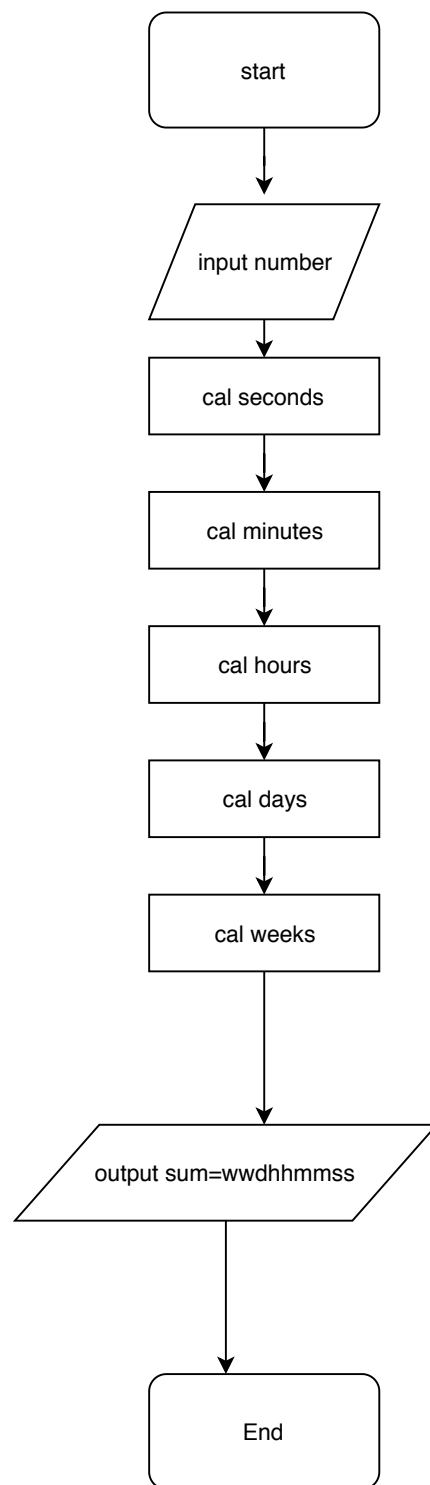 start
input number
cal seconds
cal minutes
cal hours
cal days
cal weeks
output sum=wwdhhmmss
End